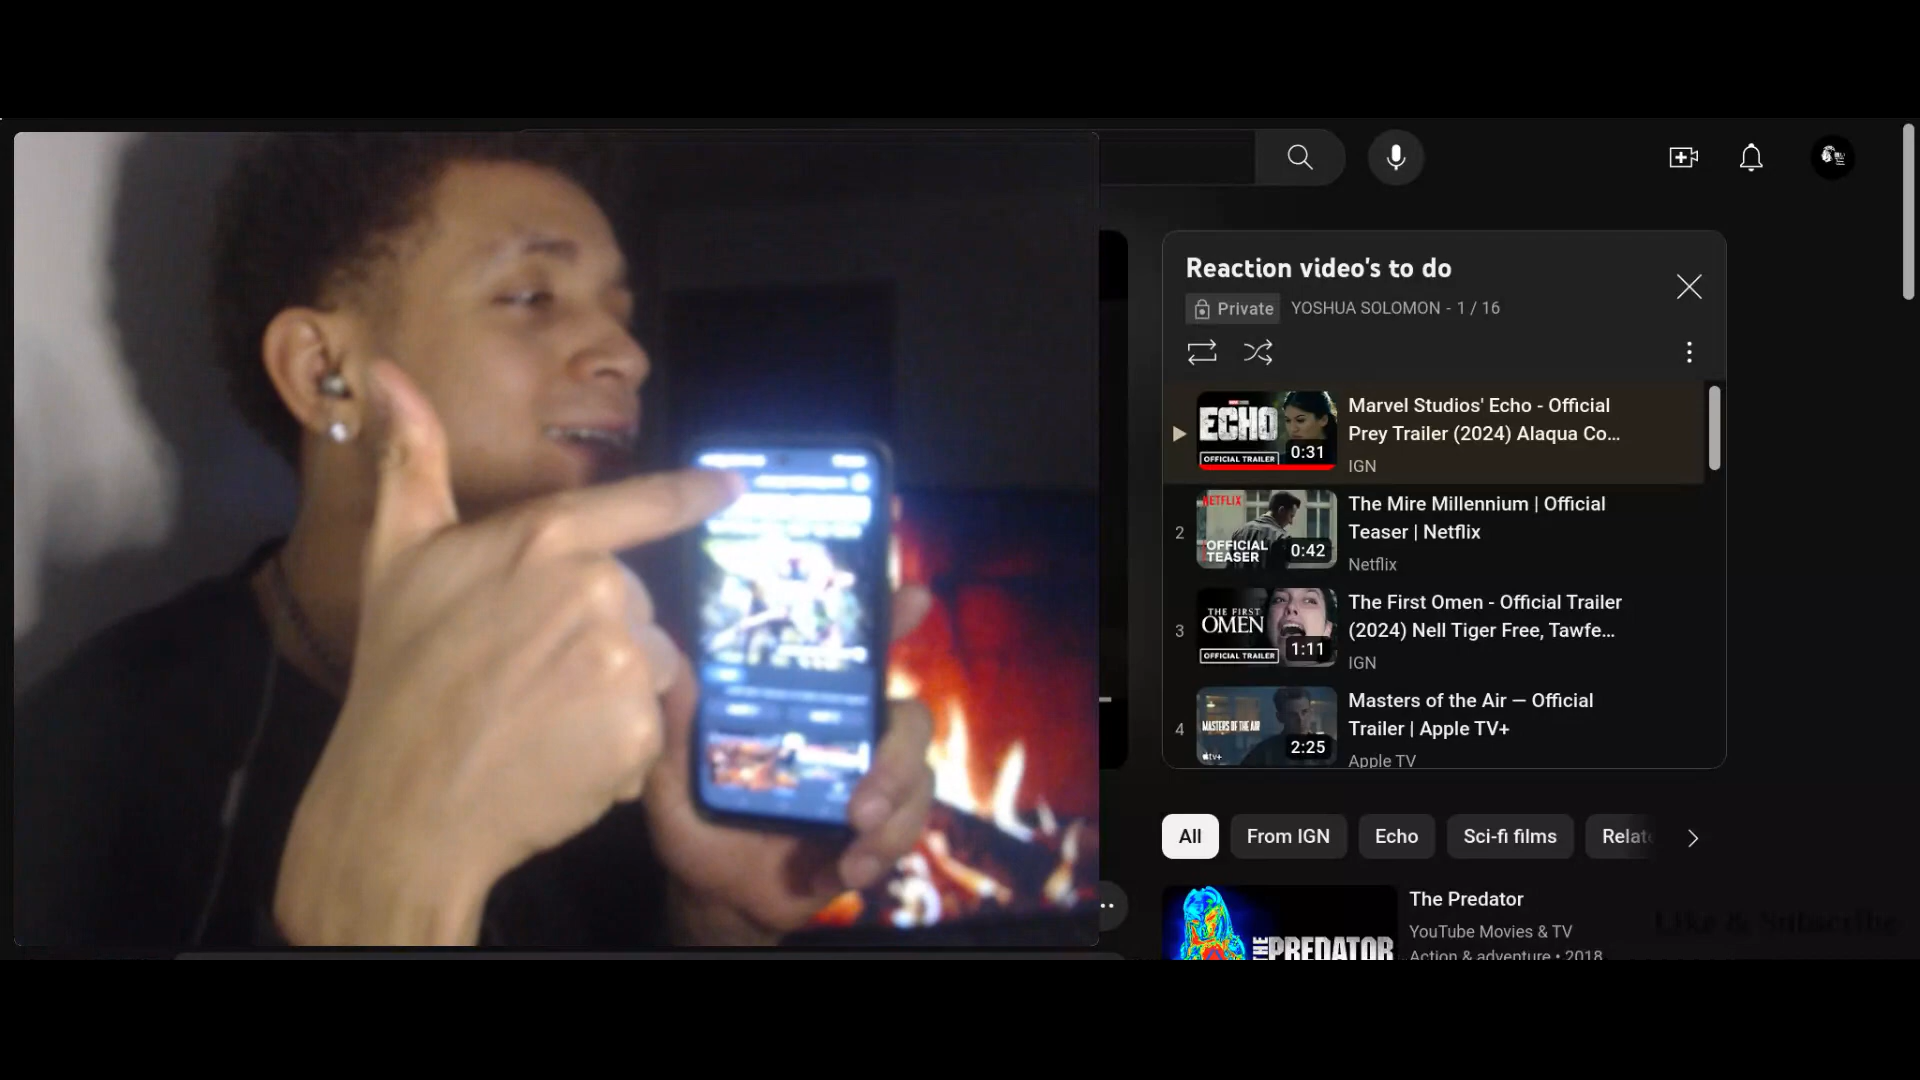 Reaction video's to do
Private YOSHUA SOLOMON - 1 / 16
ECHO
OFFICIAL TRAILER
0:31
Marvel Studios' Echo - Official
Prey Trailer (2024) Alaqua Co...
IGN
2
NETFLIX
OFFICIAL
TEASER
0:42
The Mire Millennium | Official
Teaser | Netflix
Netflix
3
THE FIRST
OMEN
OFFICIAL TRAILER
1:11
The First Omen - Official Trailer
(2024) Nell Tiger Free, Tawfe...
IGN
4
MASTERS OF THE AIR
tv+
2:25
Masters of the Air — Official
Trailer | Apple TV+
Apple TV
All From IGN Echo Sci-fi films Relate
THE PREDATOR
The Predator
YouTube Movies & TV
Action & adventure • 2018
Like & Subscribe